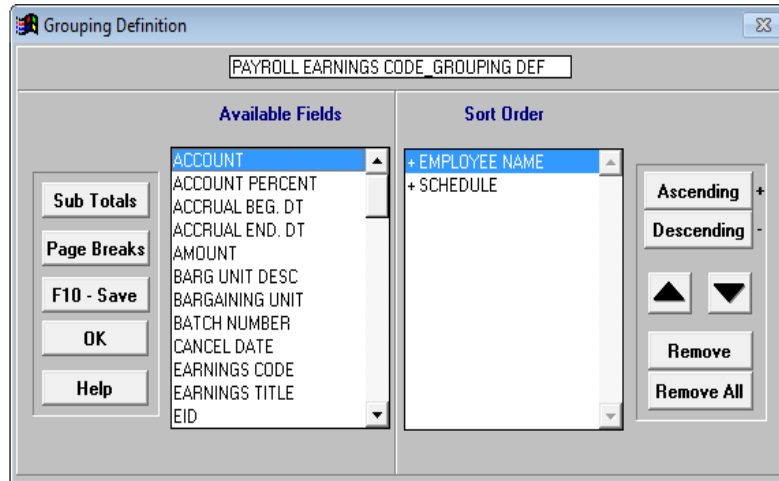 Grouping Definition
PAYROLL EARNINGS CODE_GROUPING DEF
Available Fields
Sort Order
Sub Totals
Page Breaks
F10 - Save
OK
Help
ACCOUNT
ACCOUNT PERCENT
ACCRUAL BEG. DT
ACCRUAL END. DT
AMOUNT
BARG UNIT DESC
BARGAINING UNIT
BATCH NUMBER
CANCEL DATE
EARNINGS CODE
EARNINGS TITLE
EID
+ EMPLOYEE NAME
+ SCHEDULE
Ascending +
Descending -
Remove
Remove All